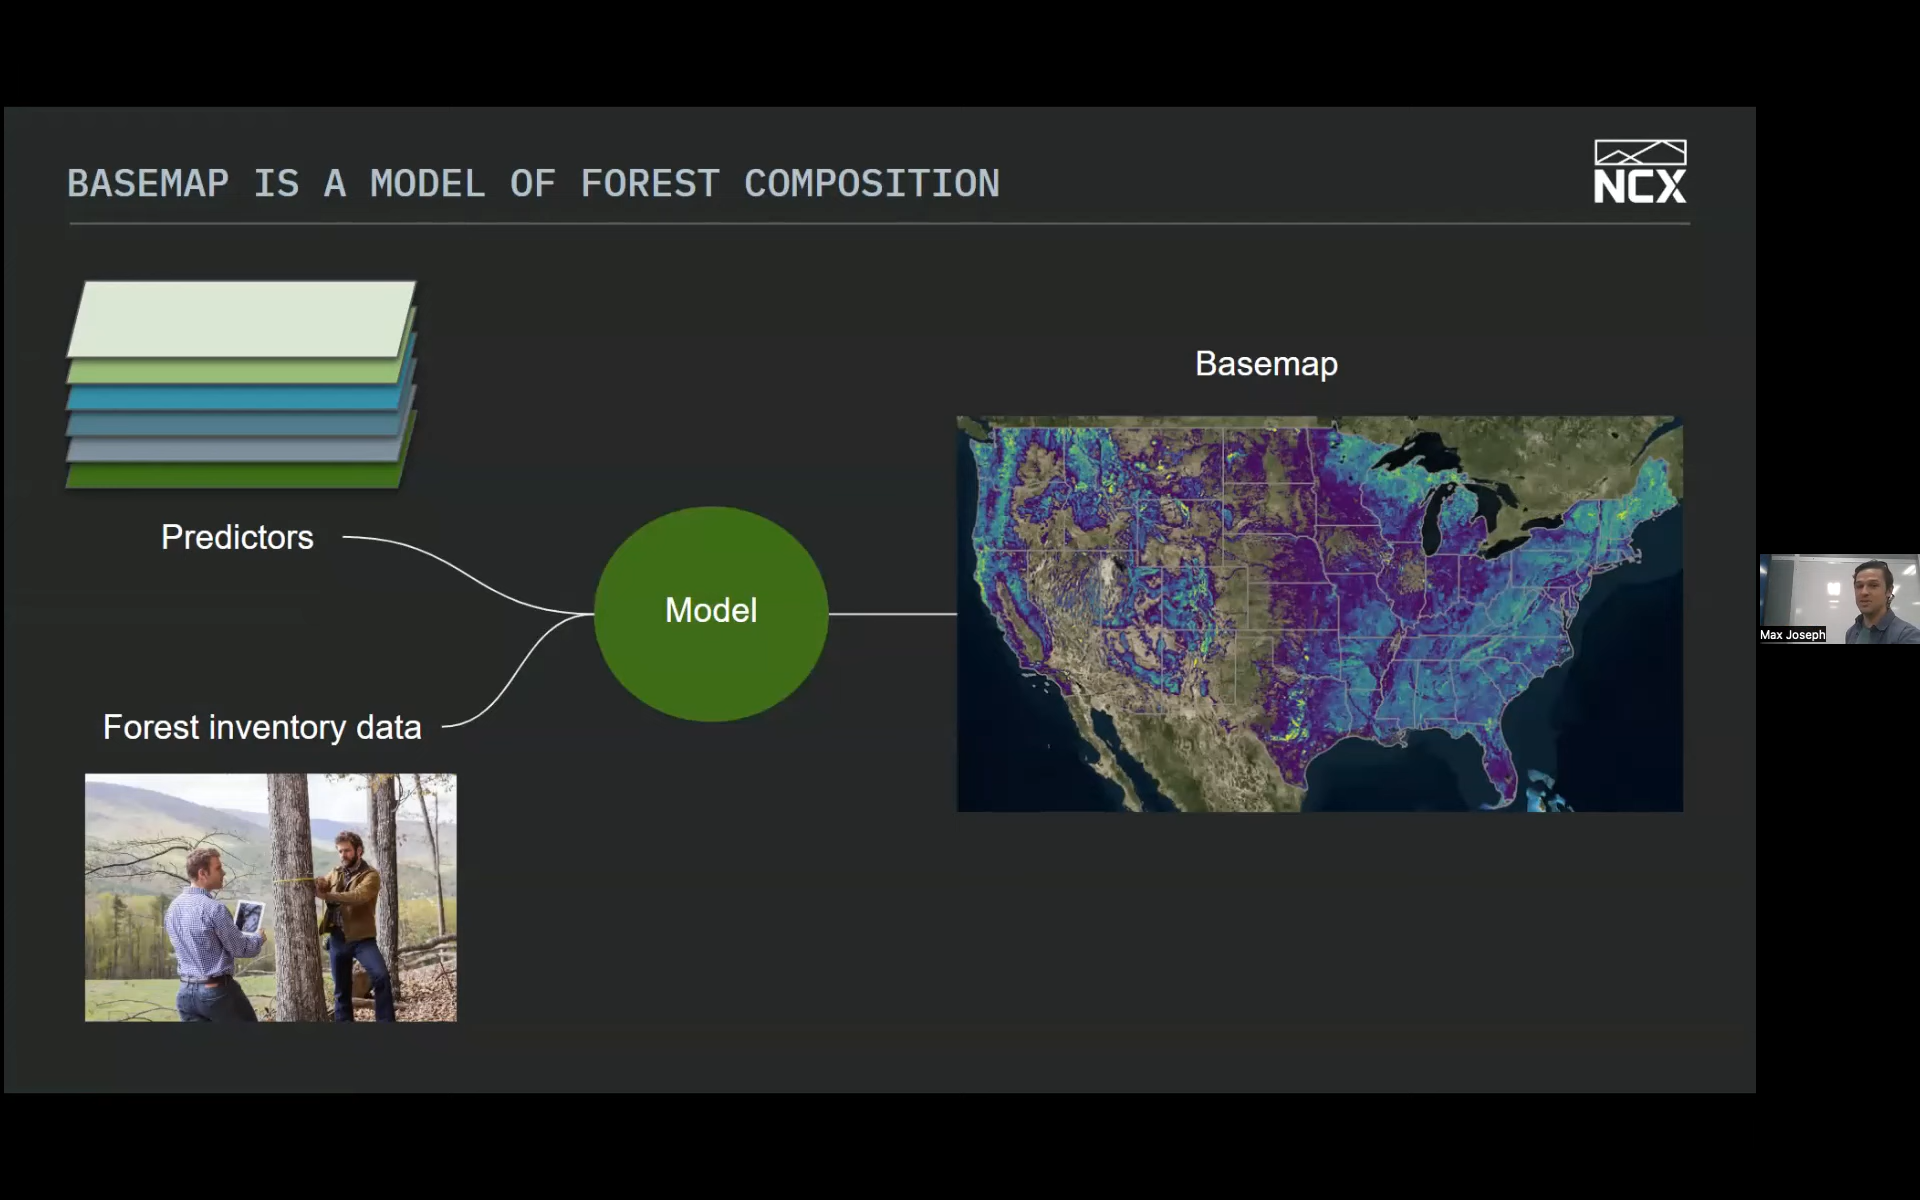 BASEMAP IS A MODEL OF FOREST COMPOSITION
NCX
Predictors
Forest inventory data
Model
Basemap
Max Joseph